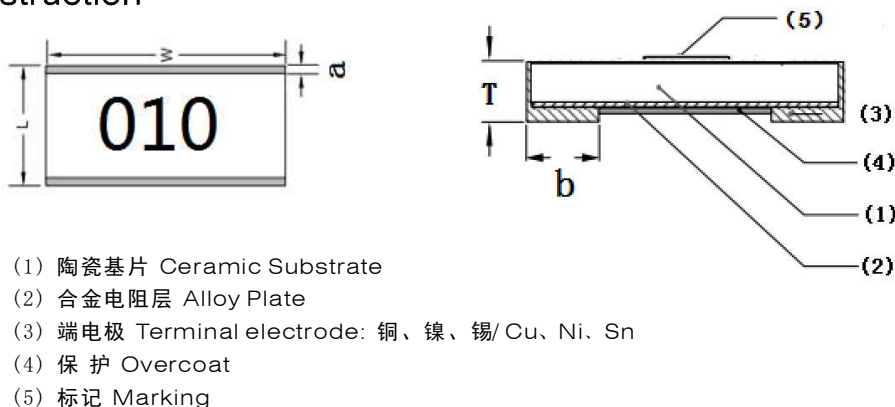 struction
W
a
L
010
(5)
T
(3)
(4)
b
(1)
(2)
(1) 陶瓷基片 Ceramic Substrate
(2) 合金电阻层 Alloy Plate
(3) 端电极 Terminal electrode: 铜、镍、锡/ Cu、Ni、Sn
(4) 保 护 Overcoat
(5) 标记 Marking